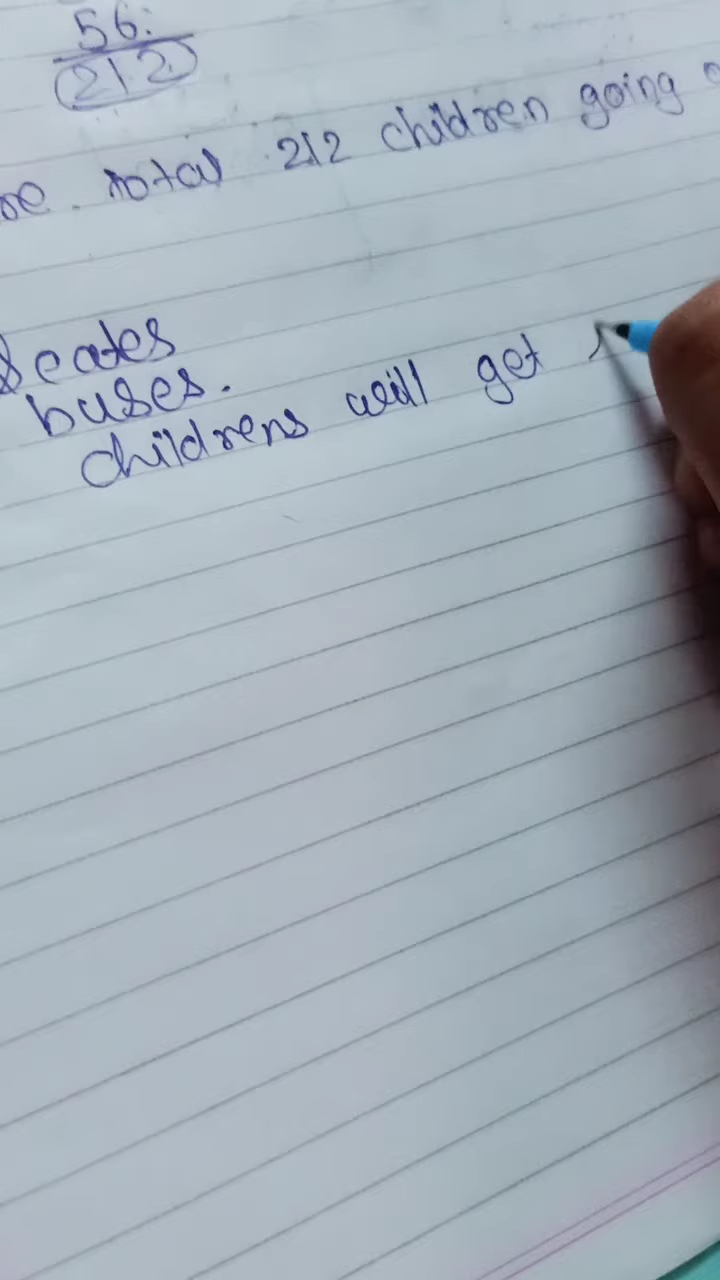 56.
212
total 212 children going
seates
buses.
childrens will get